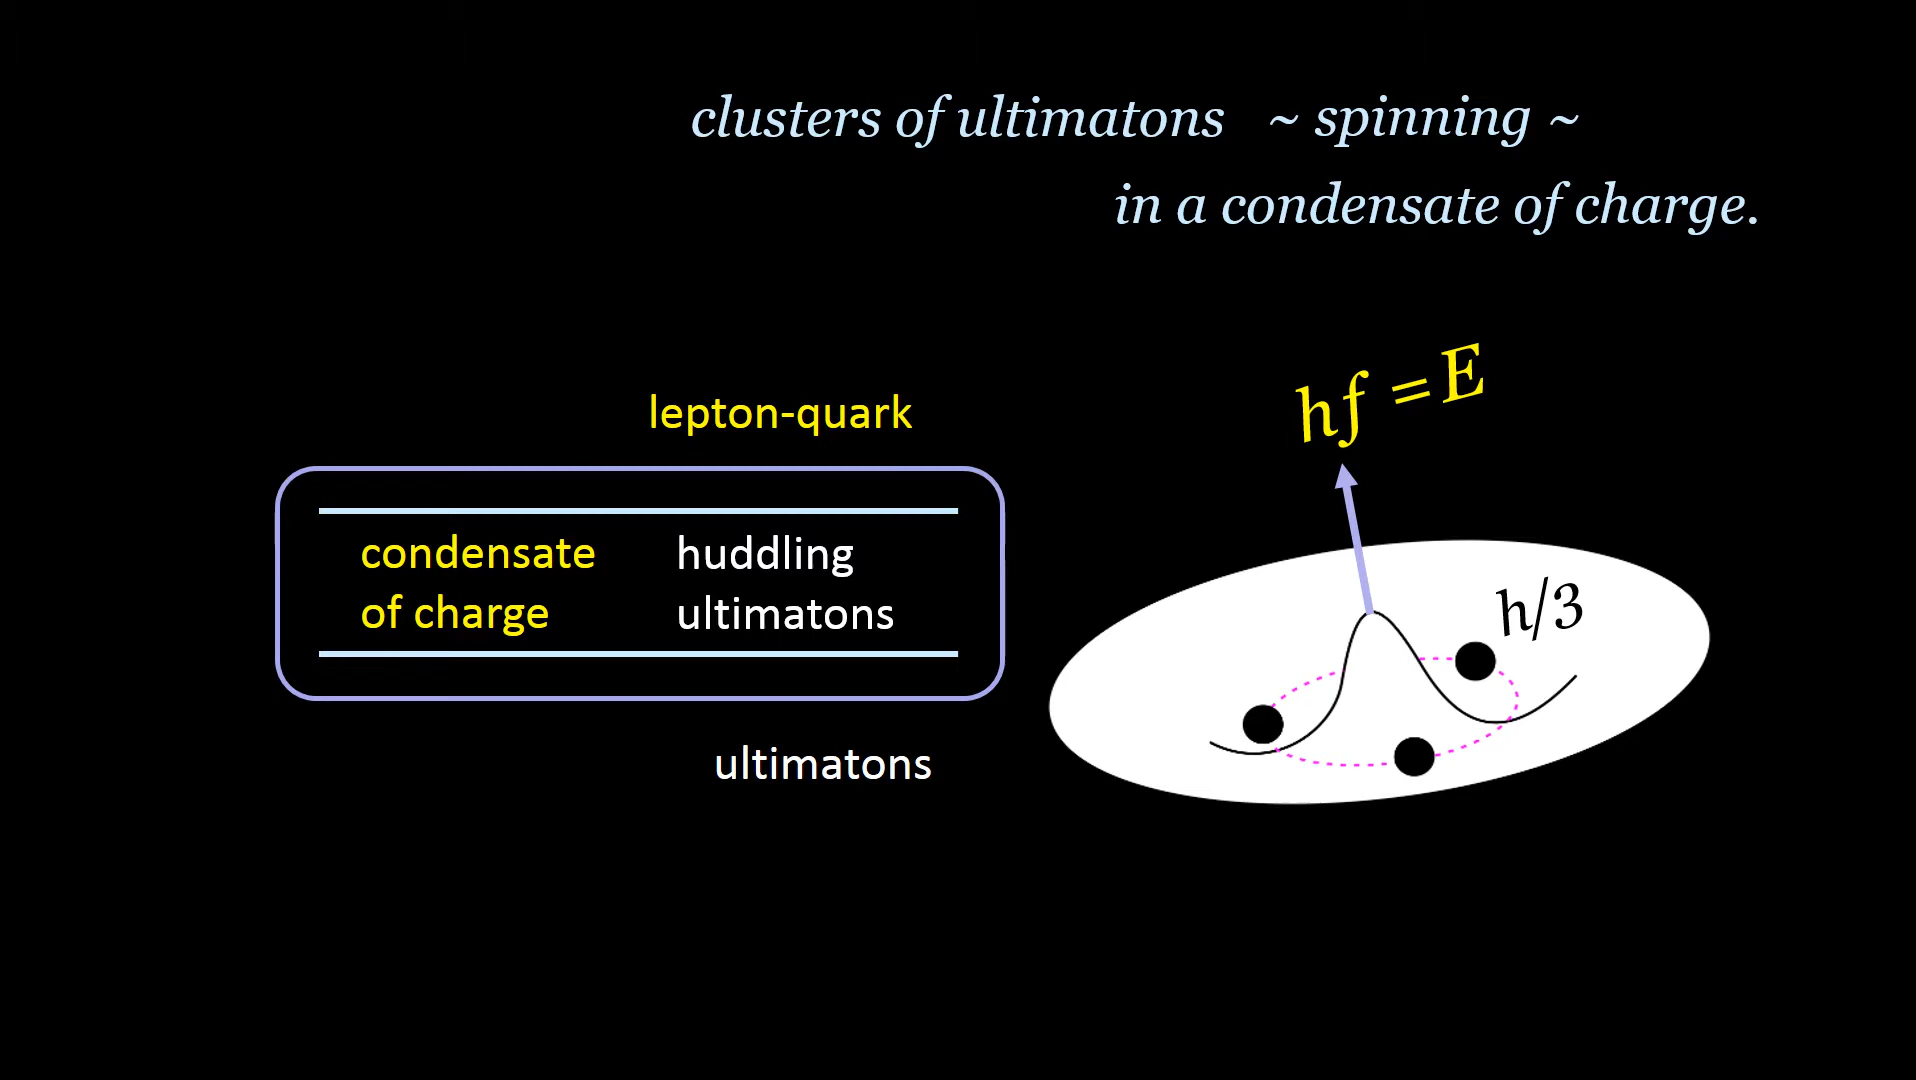 clusters of ultimatons ~ spinning ~
in a condensate of charge.
hf = E
lepton-quark
condensate huddling
of charge ultimatons
h/3
ultimatons